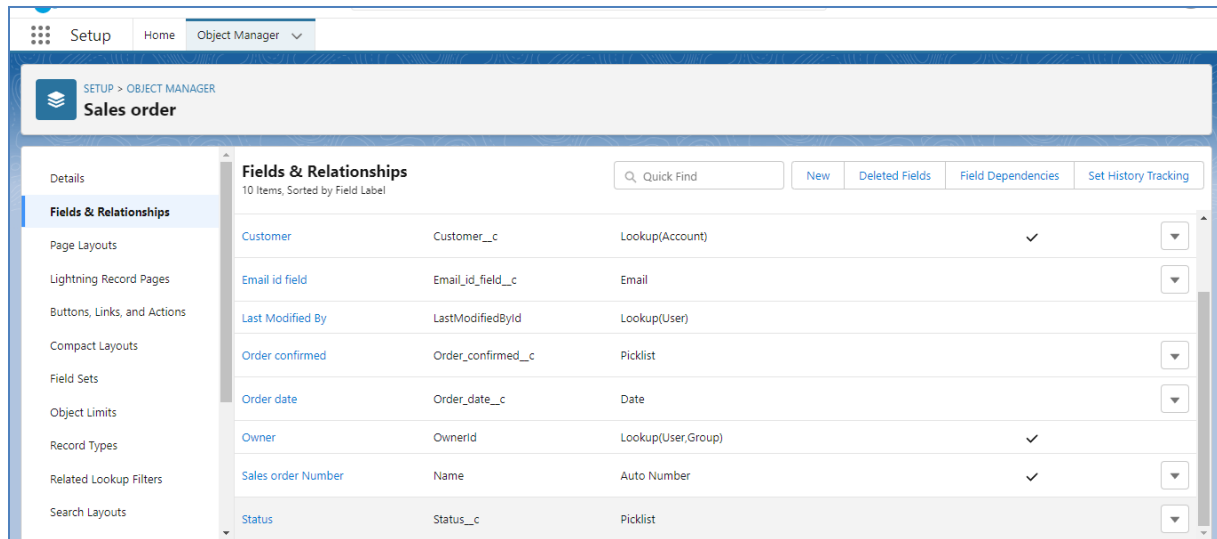 Setup Home Object Manager
SETUP > OBJECT MANAGER
Sales order
Details
Fields & Relationships
Page Layouts
Lightning Record Pages
Buttons, Links, and Actions
Compact Layouts
Field Sets
Object Limits
Record Types
Related Lookup Filters
Search Layouts
Fields & Relationships
10 Items, Sorted by Field Label
Quick Find New Deleted Fields Field Dependencies Set History Tracking
Customer Customer__c Lookup(Account)
Email id field Email_id_field__c Email
Last Modified By LastModifiedById Lookup(User)
Order confirmed Order_confirmed__c Picklist
Order date Order_date__c Date
Owner OwnerId Lookup(User,Group)
Sales order Number Name Auto Number
Status Status__c Picklist